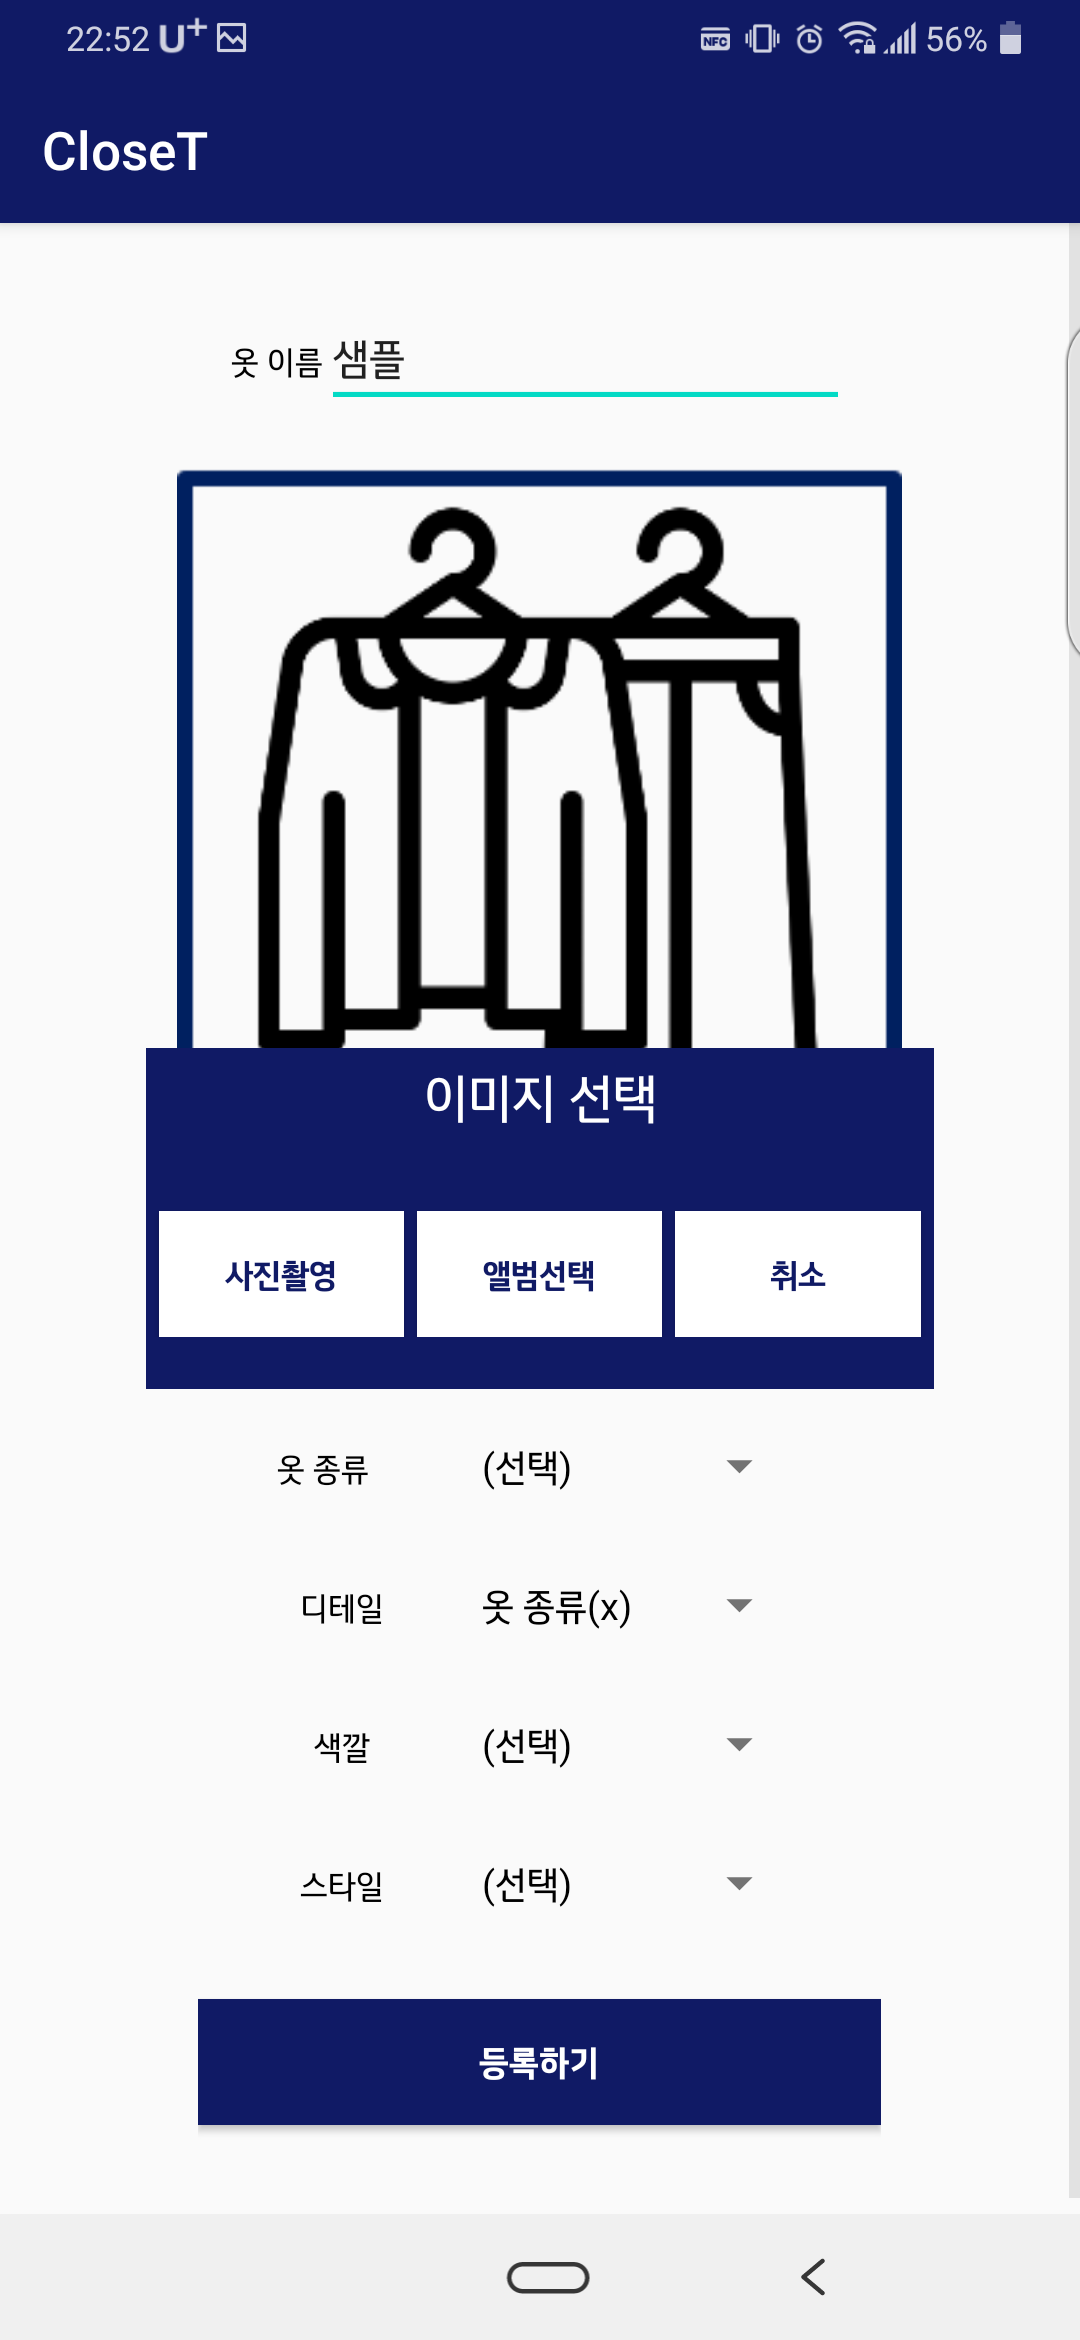 22:52 U+ NFC 56%
CloseT
옷 이름 샘플
이미지 선택
사진촬영 앨범선택 취소
옷 종류 (선택)
디테일 옷 종류(x)
색깔 (선택)
스타일 (선택)
등록하기